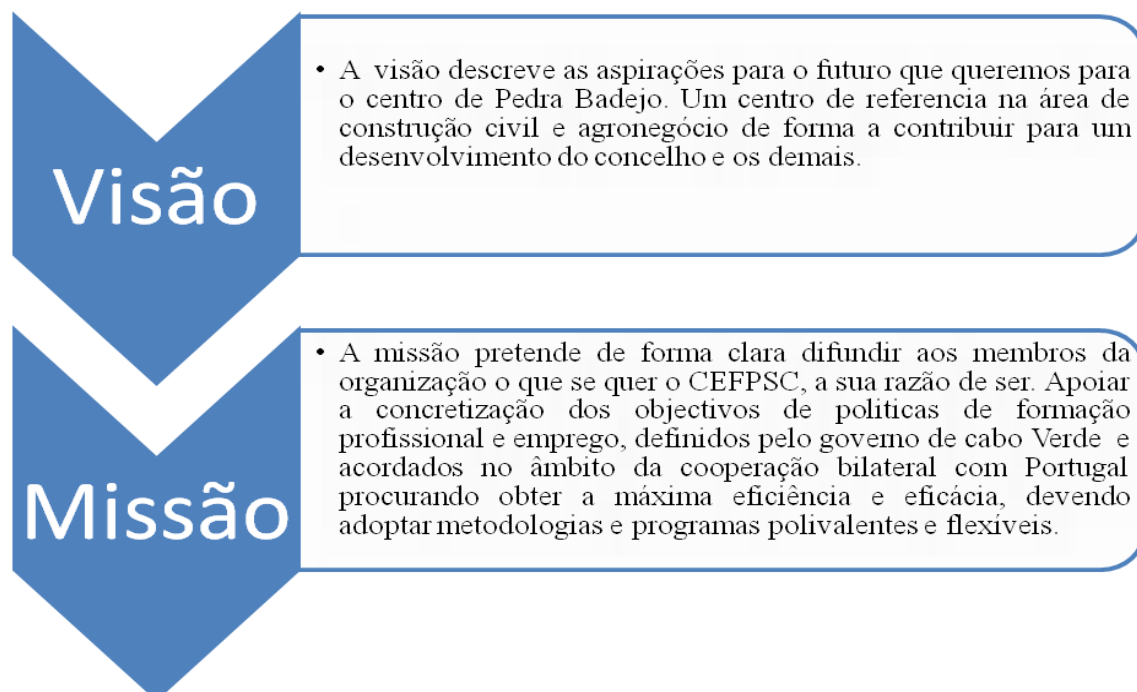 Visão
• A visão descreve as aspirações para o futuro que queremos para
o centro de Pedra Badejo. Um centro de referencia na área de
construção civil e agronegócio de forma a contribuir para um
desenvolvimento do concelho e os demais.
Missão
• A missão pretende de forma clara difundir aos membros da
organização o que se quer o CEFPSC, a sua razão de ser. Apoiar
a concretização dos objectivos de politicas de formação
profissional e emprego, definidos pelo governo de cabo Verde e
acordados no âmbito da cooperação bilateral com Portugal
procurando obter a máxima eficiência e eficácia, devendo
adoptar metodologias e programas polivalentes e flexíveis.